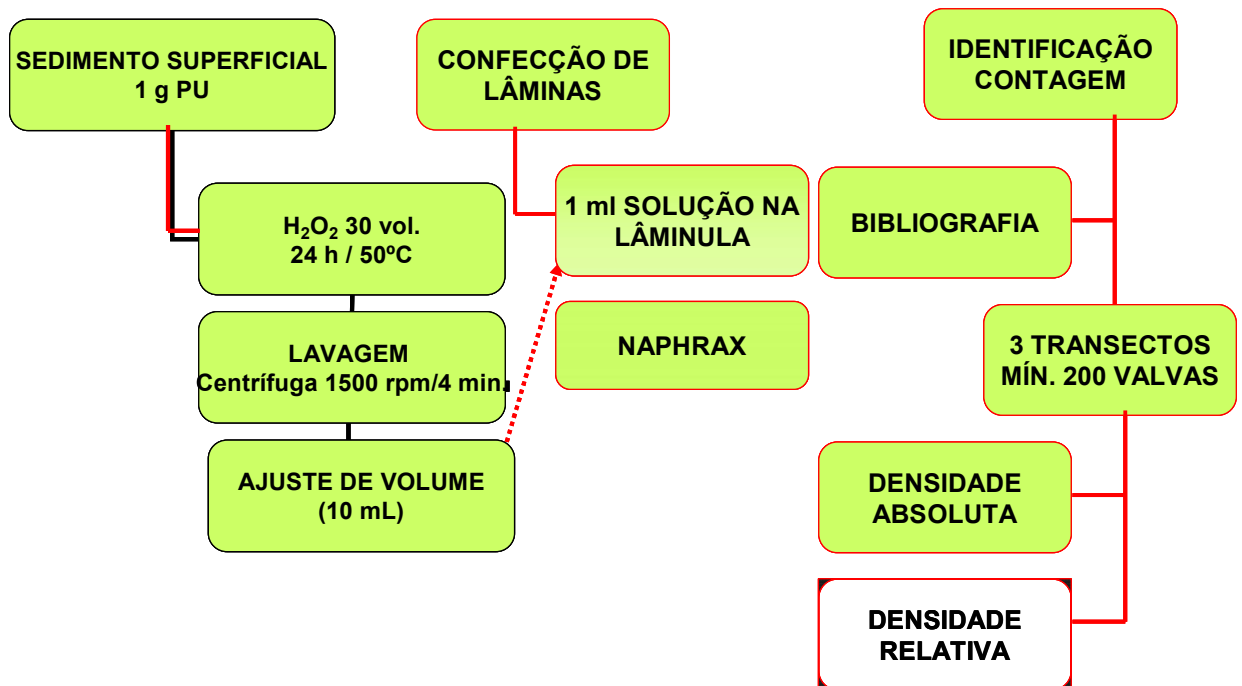 SEDIMENTO SUPERFICIAL
1 g PU
H₂O₂ 30 vol.
24 h / 50ºC
LAVAGEM
Centrífuga 1500 rpm/4 min.
AJUSTE DE VOLUME
(10 mL)
CONFECÇÃO DE
LÂMINAS
1 ml SOLUÇÃO NA
LÂMINULA
NAPHRAX
IDENTIFICAÇÃO
CONTAGEM
BIBLIOGRAFIA
3 TRANSECTOS
MÍN. 200 VALVAS
DENSIDADE
ABSOLUTA
DENSIDADE
RELATIVA